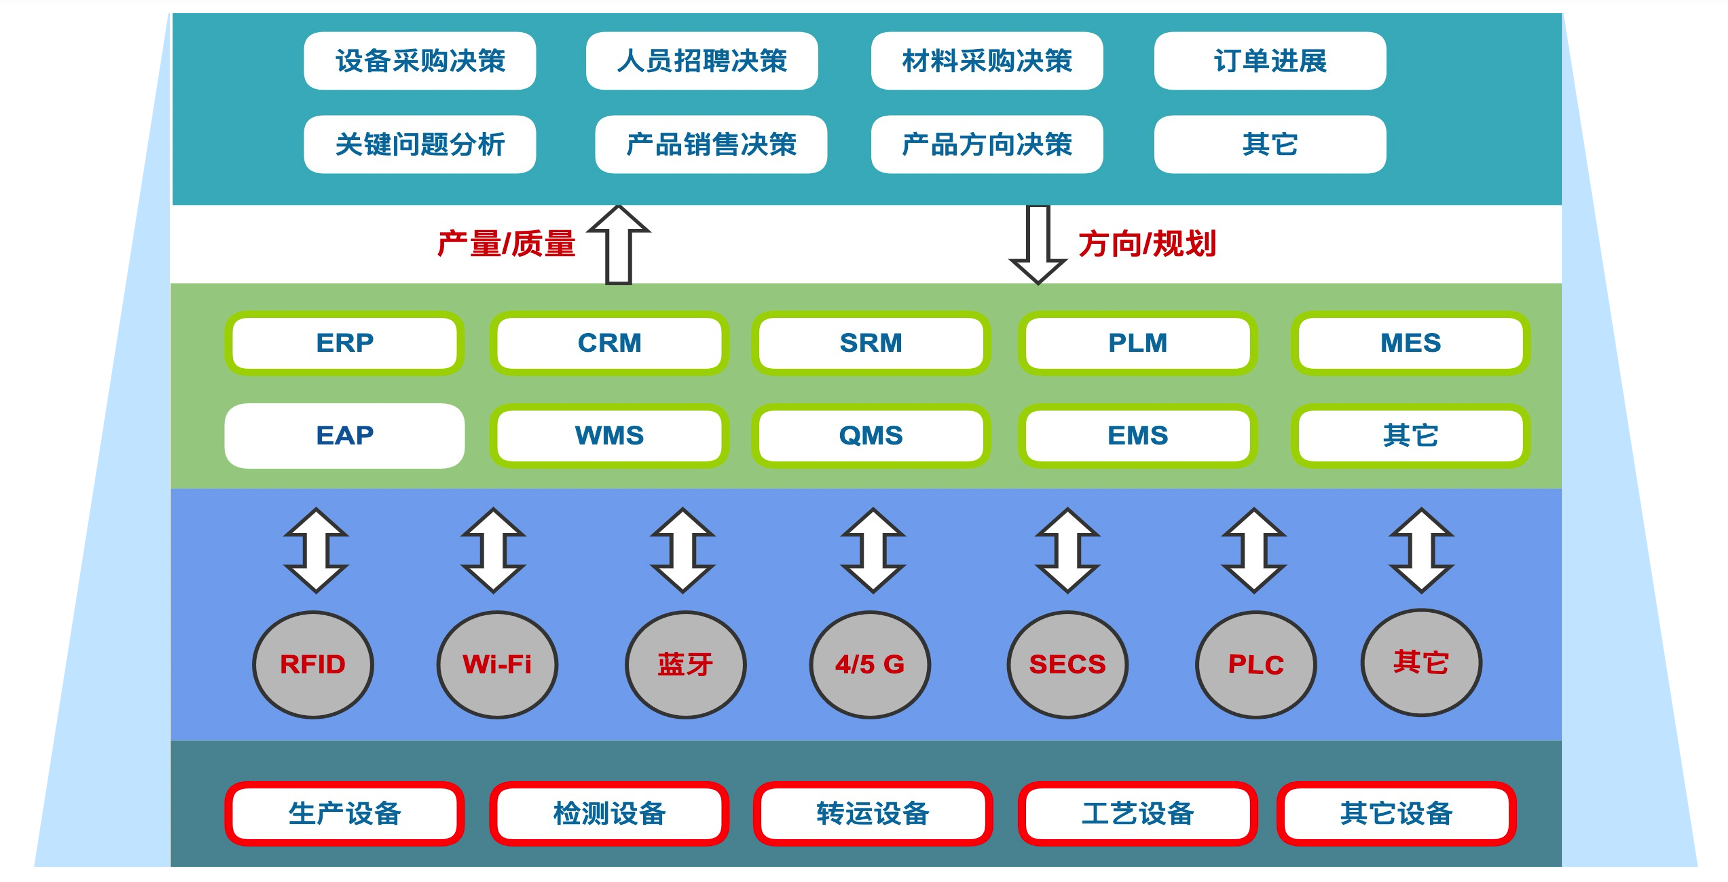 设备采购决策
人员招聘决策
材料采购决策
订单进展
关键问题分析
产品销售决策
产品方向决策
其它
产量/质量
方向/规划
ERP
CRM
SRM
PLM
MES
EAP
WMS
QMS
EMS
其它
RFID
Wi-Fi
蓝牙
4/5 G
SECS
PLC
其它
生产设备
检测设备
转运设备
工艺设备
其它设备